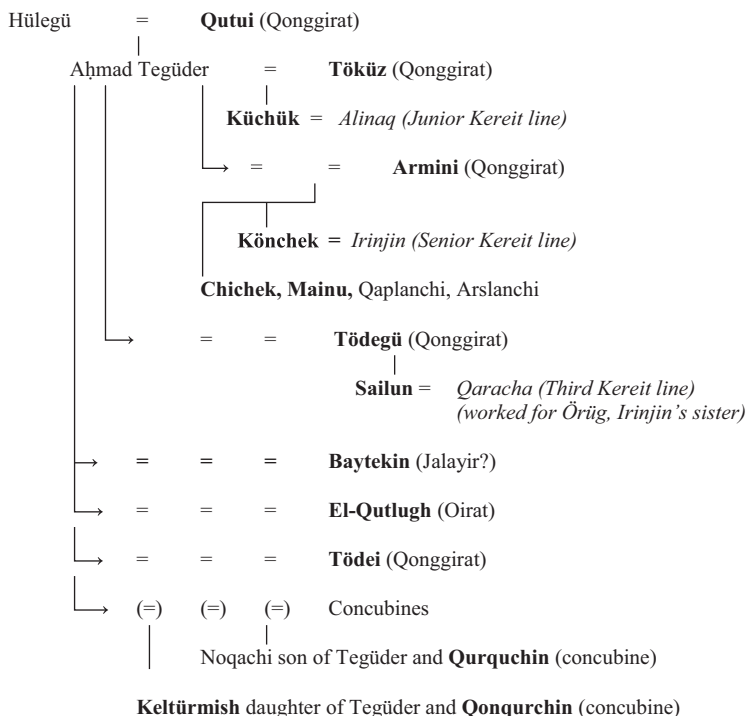 Hülegü = Qutui (Qonggirat)
Aḥmad Tegüder = Töküz (Qonggirat)
Küchük = Alinaq (Junior Kereit line)
= = Armini (Qonggirat)
Könchek = Irinjin (Senior Kereit line)
Chichek, Mainu, Qaplanchi, Arslanchi
= = Tödegü (Qonggirat)
Sailun = Qaracha (Third Kereit line)
(worked for Örüg, Irinjin’s sister)
= = = Baytekin (Jalayir?)
= = = El-Qutlugh (Oirat)
= = = Tödei (Qonggirat)
(=) (=) (=) Concubines
Noqachi son of Tegüder and Qurquchin (concubine)
Keltürmish daughter of Tegüder and Qonqurchin (concubine)